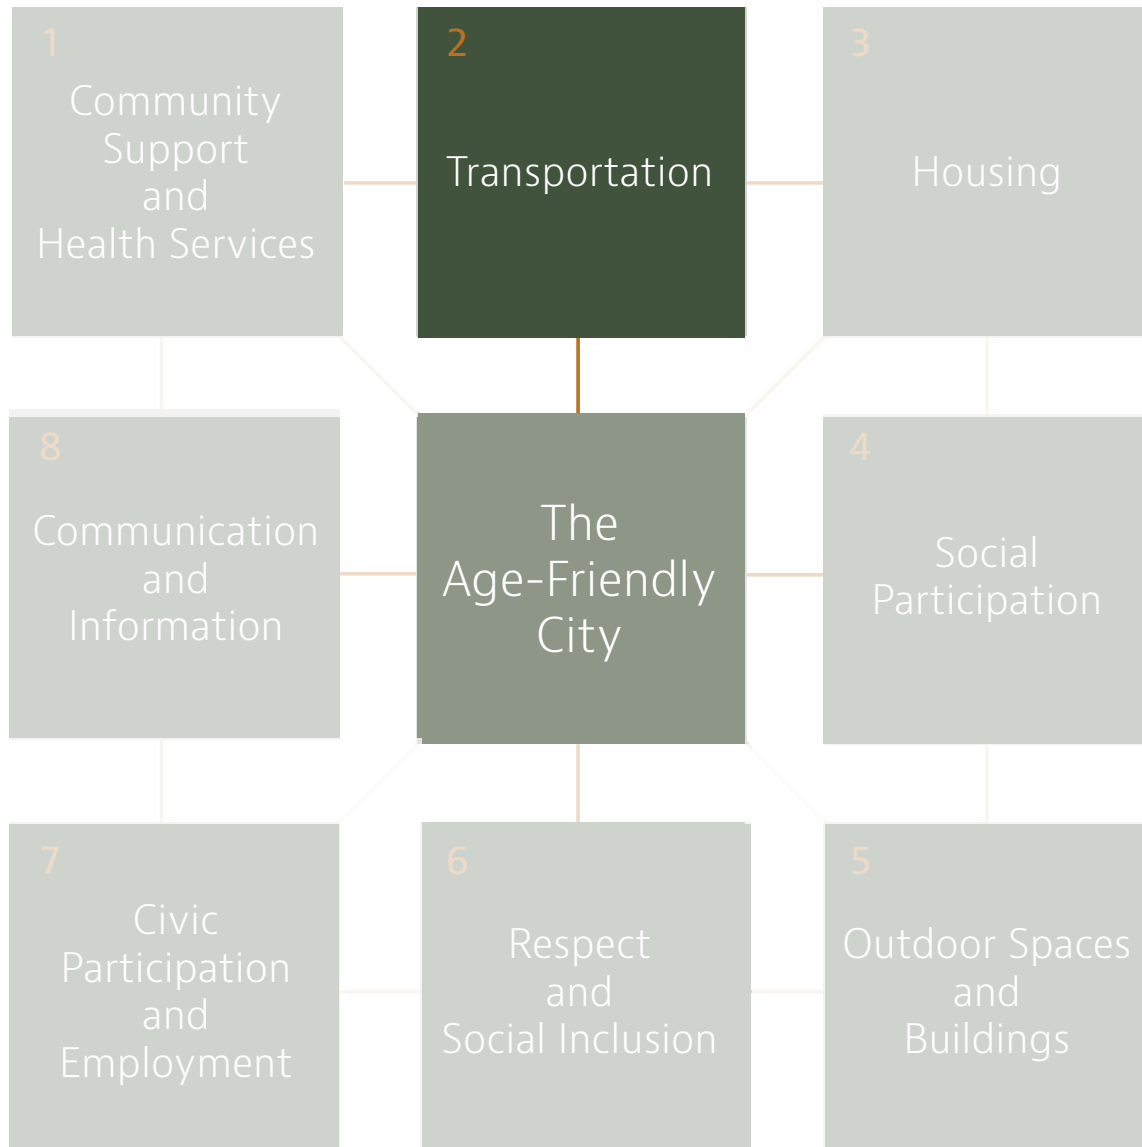 1
Community
Support
and
Health Services
2
Transportation
3
Housing
8
Communication
and
Information
The
Age-Friendly
City
4
Social
Participation
7
Civic
Participation
and
Employment
6
Respect
and
Social Inclusion
5
Outdoor Spaces
and
Buildings